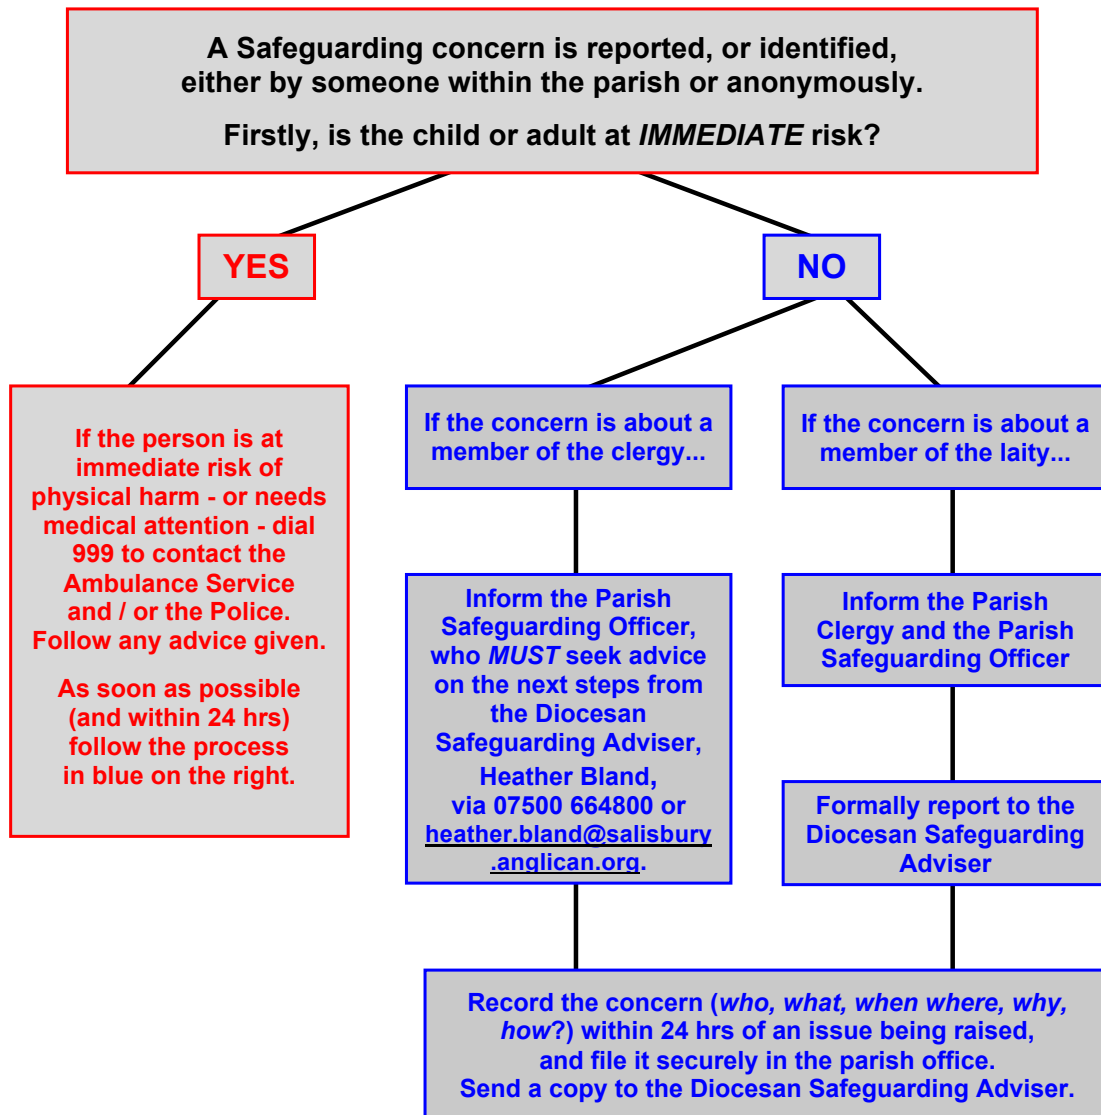 A Safeguarding concern is reported, or identified,
either by someone within the parish or anonymously.
Firstly, is the child or adult at IMMEDIATE risk?
YES
NO
If the person is at
immediate risk of
physical harm - or needs
medical attention - dial
999 to contact the
Ambulance Service
and / or the Police.
Follow any advice given.
As soon as possible
(and within 24 hrs)
follow the process
in blue on the right.
If the concern is about a
member of the clergy...
Inform the Parish
Safeguarding Officer,
who MUST seek advice
on the next steps from
the Diocesan
Safeguarding Adviser,
Heather Bland,
via 07500 664800 or
heather.bland@salisbury
.anglican.org.
If the concern is about a
member of the laity...
Inform the Parish
Clergy and the Parish
Safeguarding Officer
Formally report to the
Diocesan Safeguarding
Adviser
Record the concern (who, what, when where, why,
how?) within 24 hrs of an issue being raised,
and file it securely in the parish office.
Send a copy to the Diocesan Safeguarding Adviser.